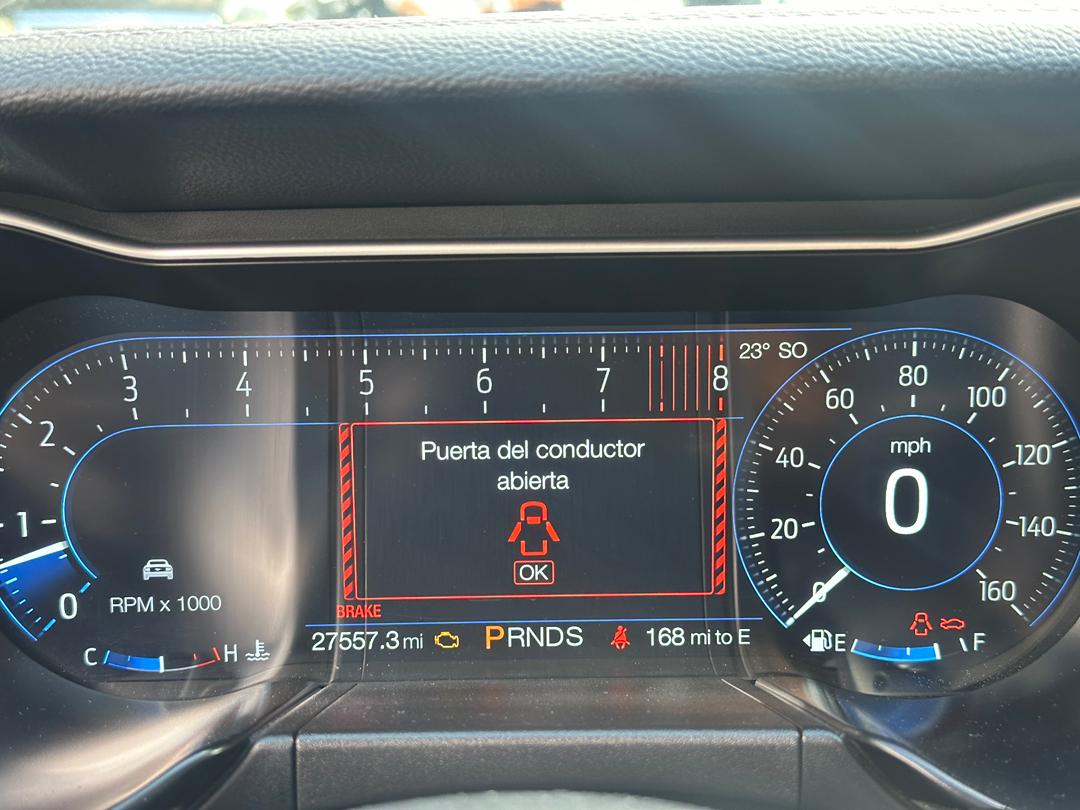 23° SO
3 4 5 6 7 8
2
1
0
RPM x 1000
C H
Puerta del conductor
abierta
OK
BRAKE
27557.3 mi PRNDS 168 mi to E
60 80 100
40 120
20 140
0 160
mph
0
E F